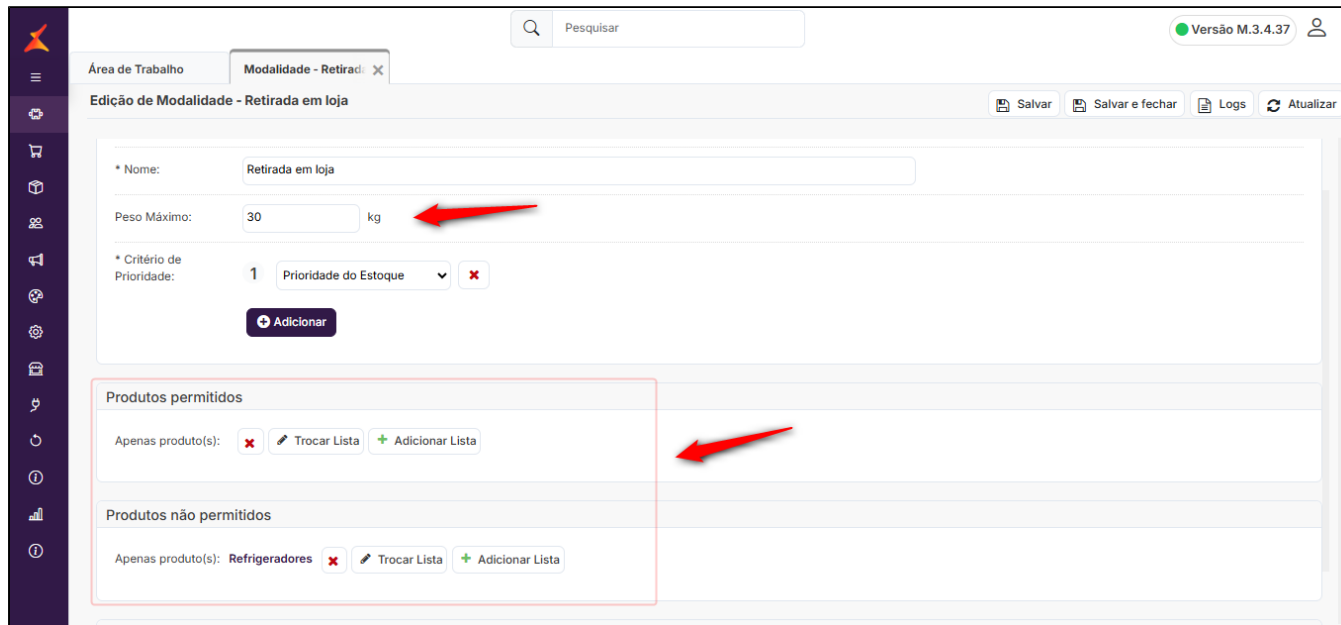 Pesquisar
Versão M.3.4.37
Área de Trabalho
Modalidade - Retirad
Edição de Modalidade - Retirada em loja
Salvar
Salvar e fechar
Logs
Atualizar
* Nome:
Retirada em loja
Peso Máximo:
30
kg
* Critério de
Prioridade:
1
Prioridade do Estoque
Adicionar
Produtos permitidos
Apenas produto(s):
Trocar Lista
Adicionar Lista
Produtos não permitidos
Apenas produto(s): Refrigeradores
Trocar Lista
Adicionar Lista